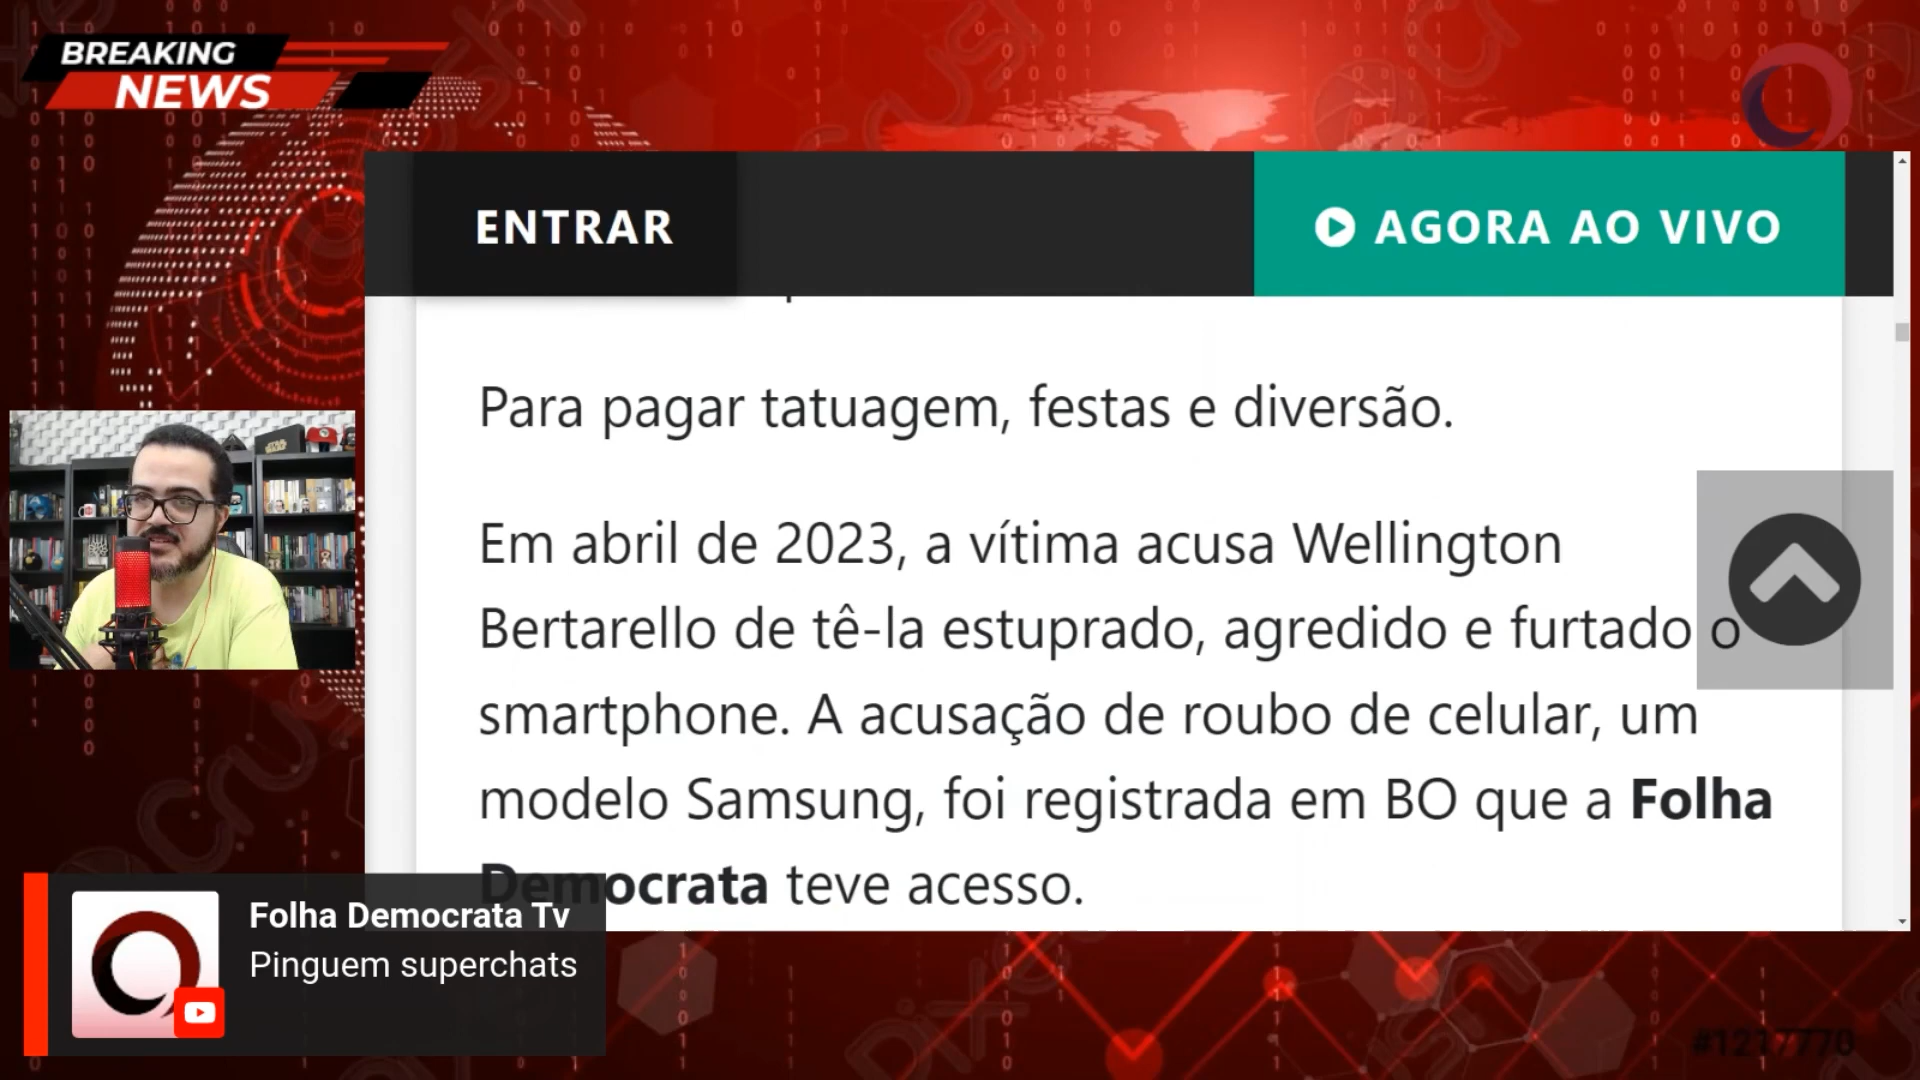 BREAKING
NEWS
ENTRAR
AGORA AO VIVO
Para pagar tatuagem, festas e diversão.
Em abril de 2023, a vítima acusa Wellington
Bertarello de tê-la estuprado, agredido e furtado o
smartphone. A acusação de roubo de celular, um
modelo Samsung, foi registrada em BO que a Folha
Democrata teve acesso.
Folha Democrata Tv
Pinguem superchats
#1217770